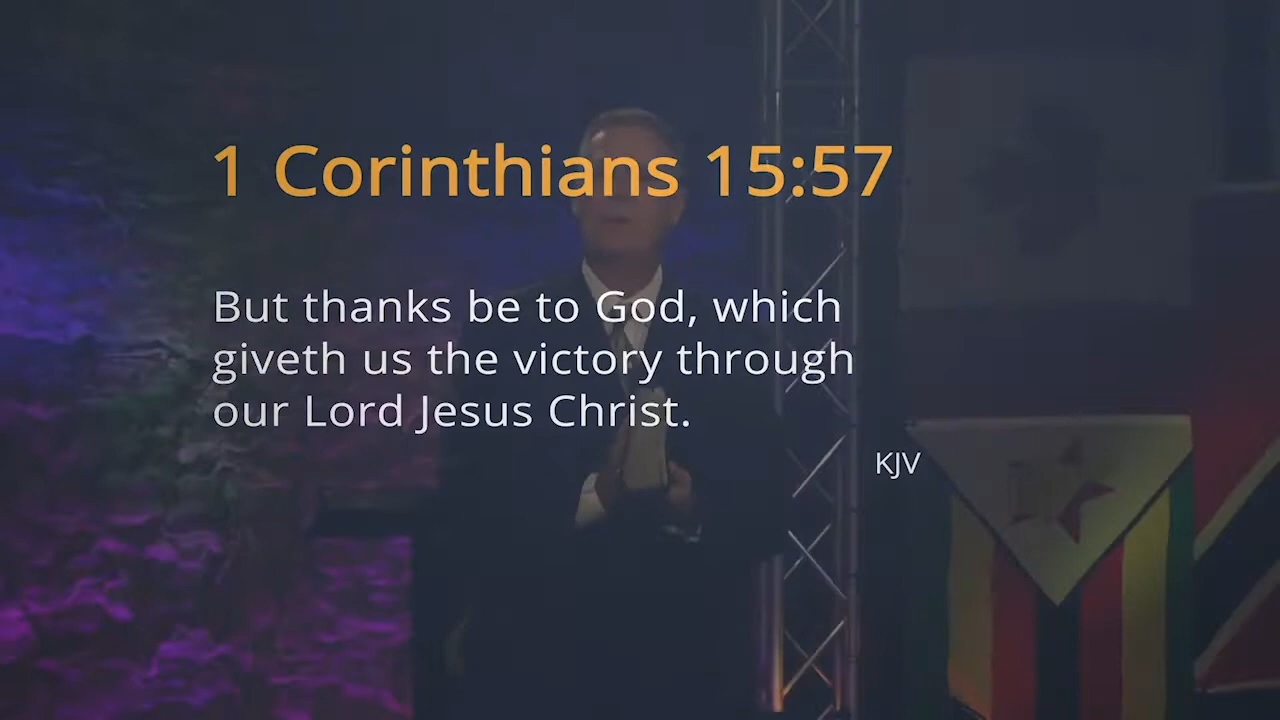 1 Corinthians 15:57
But thanks be to God, which
giveth us the victory through
our Lord Jesus Christ.
KJV